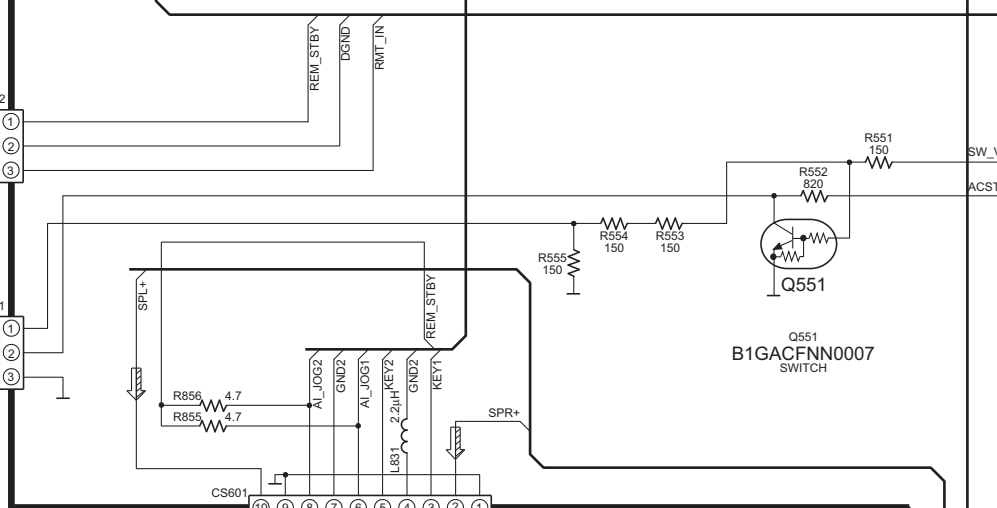 REM_STBY
DGND
RMT_IN
2
1
2
3
R551
150
SW_V
R552
820
ACST
R554
150
R553
150
R555
150
Q551
SPL+
REM_STBY
1
1
2
3
Q551
B1GACFNN0007
SWITCH
AI_JOG2
GND2
AI_JOG1
KEY2
GND2
KEY1
R856 4.7
R855 4.7
2.2µH
L831
SPR+
CS601
10 9 8 7 6 5 4 3 2 1